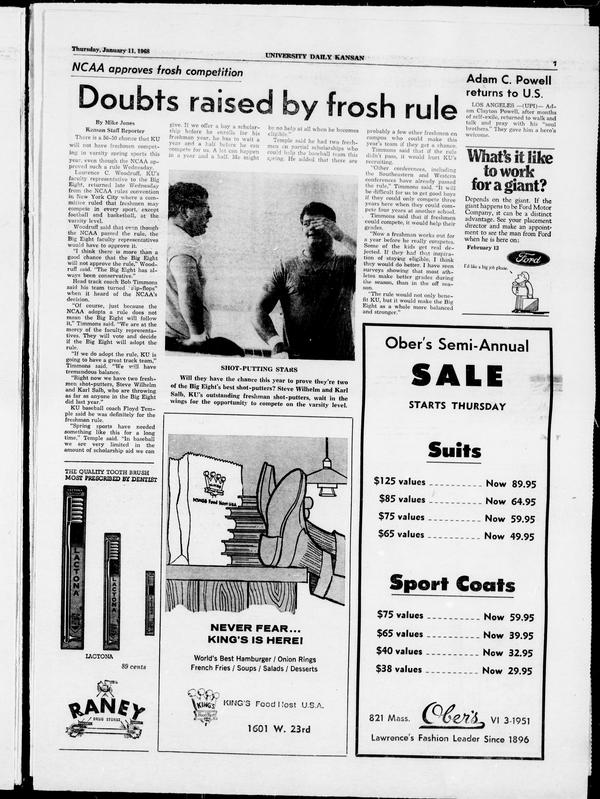 Thursday, January 11, 1968
UNIVERSITY DAILY KANSAN
7
NCAA approves frosh competition
Doubts raised by frosh rule
By Mike Jones
Kansan Staff Reporter
There is a 50-50 chance that KU
will not have freshmen compet-
ing in varsity spring sports this
year, even though the NCAA ap-
proved such a rule Wednesday.
Laurence C. Woodruff, KU's
faculty representative to the Big
Eight, returned late Wednesday
from the NCAA rules convention
in New York City where a com-
mittee ruled that freshmen may
compete in every sport, except
football and basketball, at the
varsity level.
Woodruff said even though
the NCAA passed the rule, the
Big Eight faculty representatives
would have to approve it.
"I think there is more than a
good chance that the Big Eight
will not approve the rule," Wood-
ruff said. "The Big Eight has al-
ways been conservative."
Head track coach Bob Timmons
said his team turned "flip-flops"
when it heard of the NCAA's
decision.
"Of course, just because the
NCAA adopts a rule does not
mean the Big Eight will follow
it," Timmons said. "We are at the
mercy of the faculty representa-
tives. They will vote and decide
if the Big Eight will adopt the
rule.
"If we do adopt the rule, KU is
going to have a great track team,"
Timmons said. "We will have
tremendous balance.
"Right now we have two fresh-
men shot-putters, Steve Wilhelm
and Karl Salb, who are throwing
as far as anyone in the Big Eight
did last year."
KU baseball coach Floyd Tem-
ple said he was definitely for the
freshman rule.
"Spring sports have needed
something like this for a long
time," Temple said. "In baseball
we are very limited in the
amount of scholarship aid we can
give. If we offer a boy a scholar-
ship before he enrolls for his
freshman year, he has to wait a
year and a half before he can
compete for us. A lot can happen
in a year and a half. He might
be no help at all when he becomes
eligible."
Temple said he had two fresh-
men on partial scholarships who
could help the baseball team this
spring. He added that there are
probably a few other freshmen on
campus who could make this
year's team if they get a chance.
Timmons said that if the rule
didn't pass, it would hurt KU's
recruiting.
"Other conferences, including
the Southeastern and Western
conferences have already passed
the rule," Timmons said. "It will
be difficult for us to get good boys
if they could only compete three
years here when they could com-
pete four years at another school.
Timmons said that if freshmen
could compete, it would help their
grades.
"Now a freshman works out for
a year before he really competes.
Some of the kids get real de-
jected. If they had that inspira-
tion of staying eligible, I think
they would do better. I have seen
surveys showing that most ath-
letes make better grades during
the season, than in the off sea-
son.
"The rule would not only bene-
fit KU, but it would make the Big
Eight as a whole more balanced
and stronger."
SHOT-PUTTING STARS
Will they have the chance this year to prove they're two
of the Big Eight's best shot-putters? Steve Wilhelm and Karl
Salb, KU's outstanding freshman shot-putters, wait in the
wings for the opportunity to compete on the varsity level.
Adam C. Powell
returns to U.S.
LOS ANGELES —(UPI)— Ad-
am Clayton Powell, after months
of self-exile, returned to walk and
talk and pray with his "soul
brothers." They gave him a hero's
welcome.
What's it like
to work
for a giant?
Depends on the giant. If the
giant happens to be Ford Motor
Company, it can be a distinct
advantage. See your placement
director and make an appoint-
ment to see the man from Ford
when he is here on:
February 13
Ford
I'd like a big job please.
THE QUALITY TOOTH BRUSH
MOST PRESCRIBED BY DENTIST
LACTONA
LACTONA
LACTONA
89 cents
RANEY
DRUG STORES
KINGS Food Host U.S.A.
NEVER FEAR...
KING'S IS HERE!
World's Best Hamburger / Onion Rings
French Fries / Soups / Salads / Desserts
KING'S
KING'S Food Host U.S.A.
1601 W. 23rd
Ober's Semi-Annual
SALE
STARTS THURSDAY
Suits
$125 values ---------- Now 89.95
$85 values ---------- Now 64.95
$75 values ---------- Now 59.95
$65 values ---------- Now 49.95
Sport Coats
$75 values ---------- Now 59.95
$65 values ---------- Now 39.95
$40 values ---------- Now 32.95
$38 values ---------- Now 29.95
821 Mass. Ober's VI 3-1951
Lawrence's Fashion Leader Since 1896